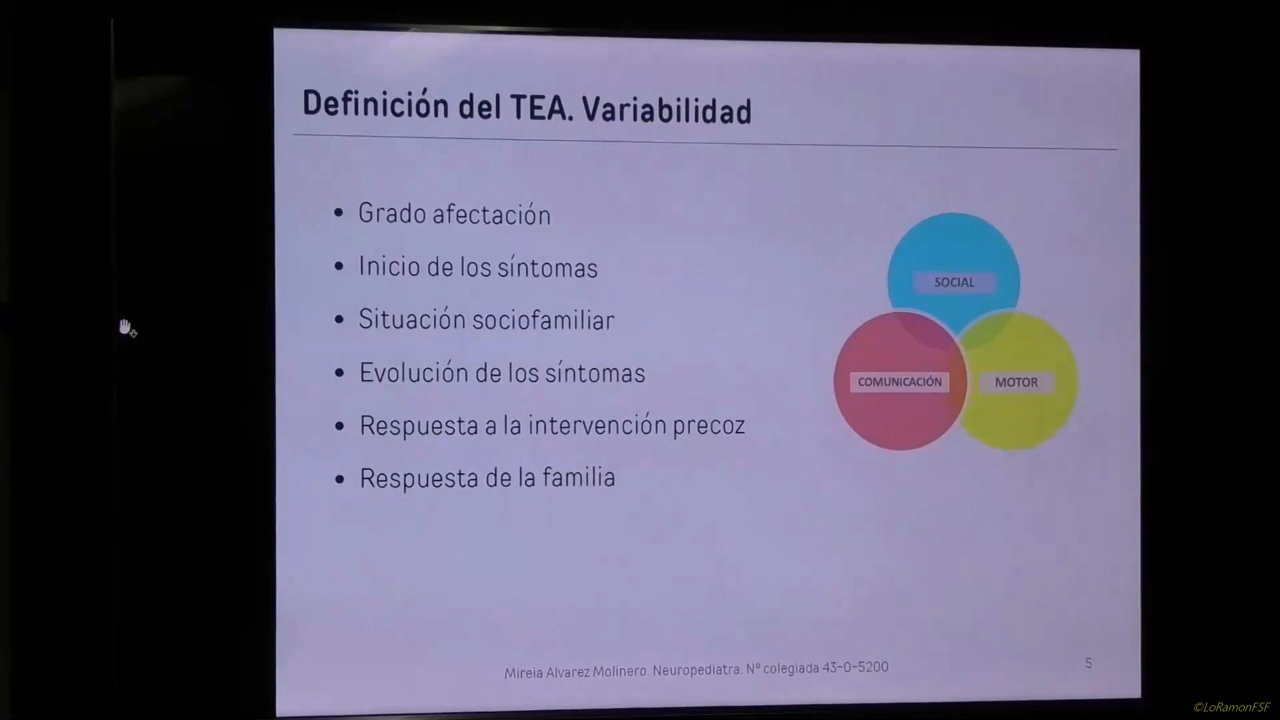 Definición del TEA. Variabilidad
• Grado afectación
• Inicio de los síntomas
• Situación sociofamiliar
• Evolución de los síntomas
• Respuesta a la intervención precoz
• Respuesta de la familia
SOCIAL
COMUNICACIÓN
MOTOR
Mireia Alvarez Molinero. Neuropediatra. Nº colegiada 43-0-5200
5
©LoRamonFSF